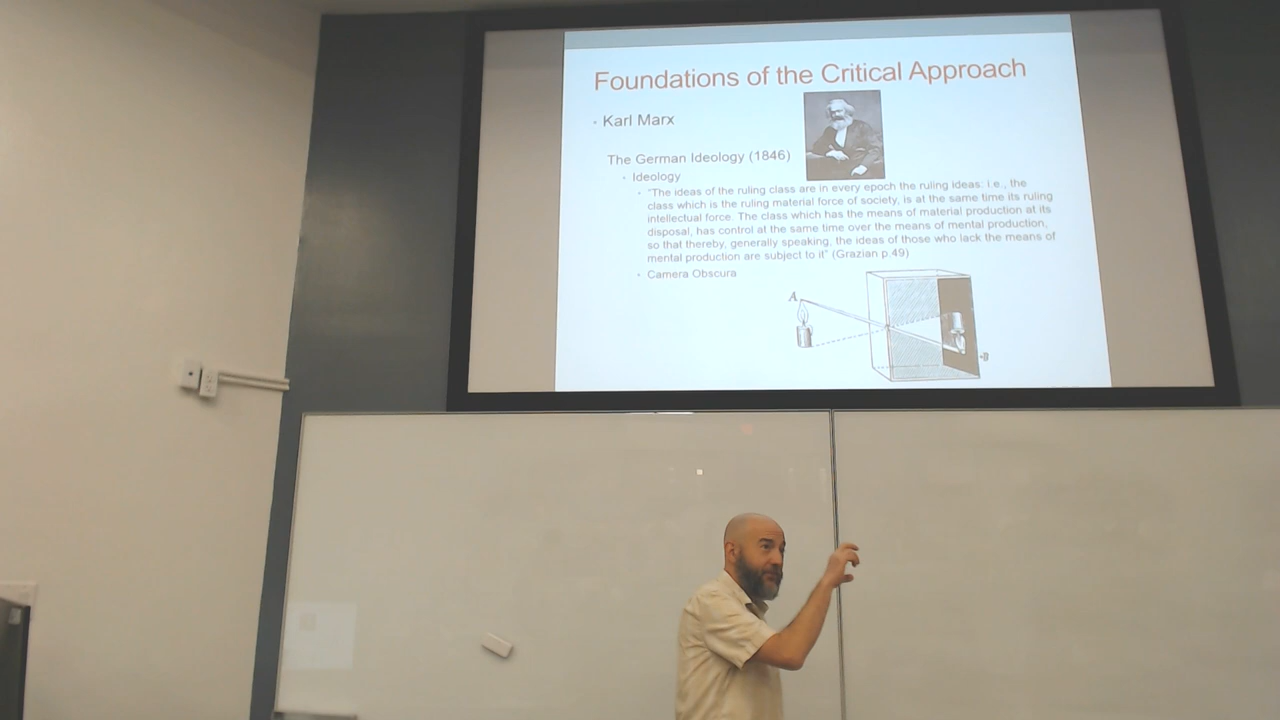 Foundations of the Critical Approach
• Karl Marx
The German Ideology (1846)
• Ideology
• "The ideas of the ruling class are in every epoch the ruling ideas: i.e., the
class which is the ruling material force of society, is at the same time its ruling
intellectual force. The class which has the means of material production at its
disposal, has control at the same time over the means of mental production,
so that thereby, generally speaking, the ideas of those who lack the means of
mental production are subject to it" (Grazian p.49)
• Camera Obscura
A
B